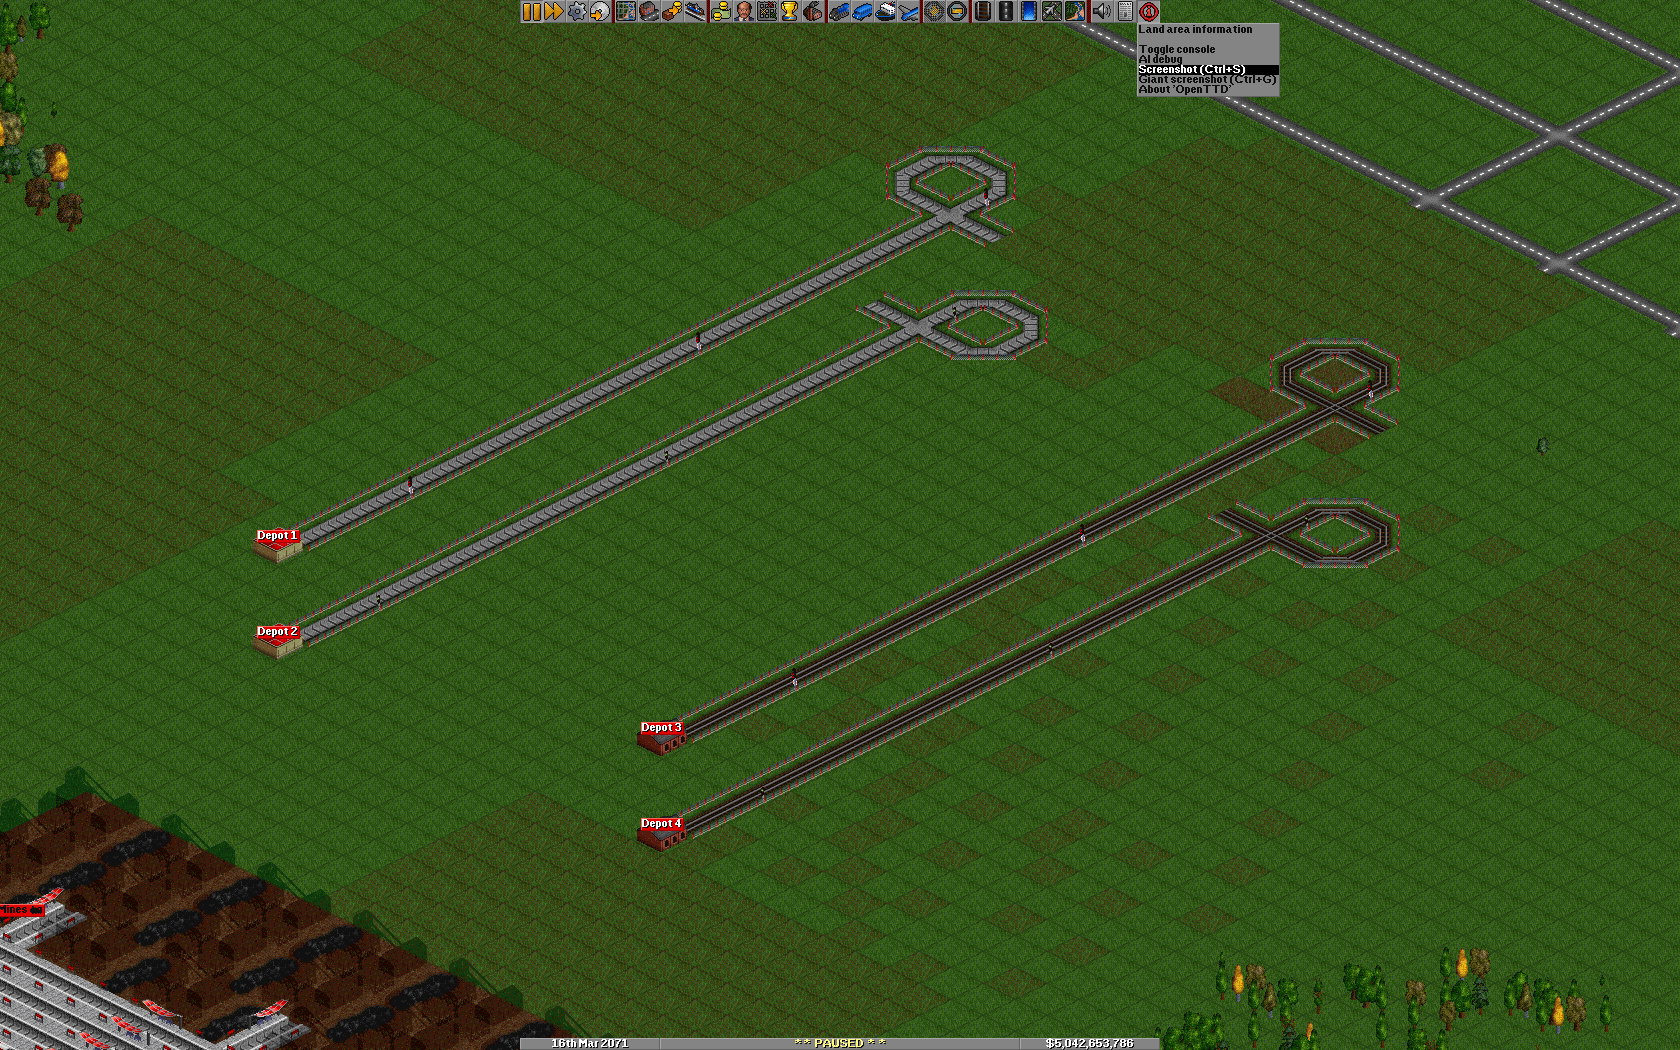 Land area information
Toggle console
AI debug
Screenshot (Ctrl+S)
Giant screenshot (Ctrl+G)
About 'OpenTTD'
Depot 1
Depot 2
Depot 3
Depot 4
Mines
16th Mar 2071
* * PAUSED * *
$5,042,653,786